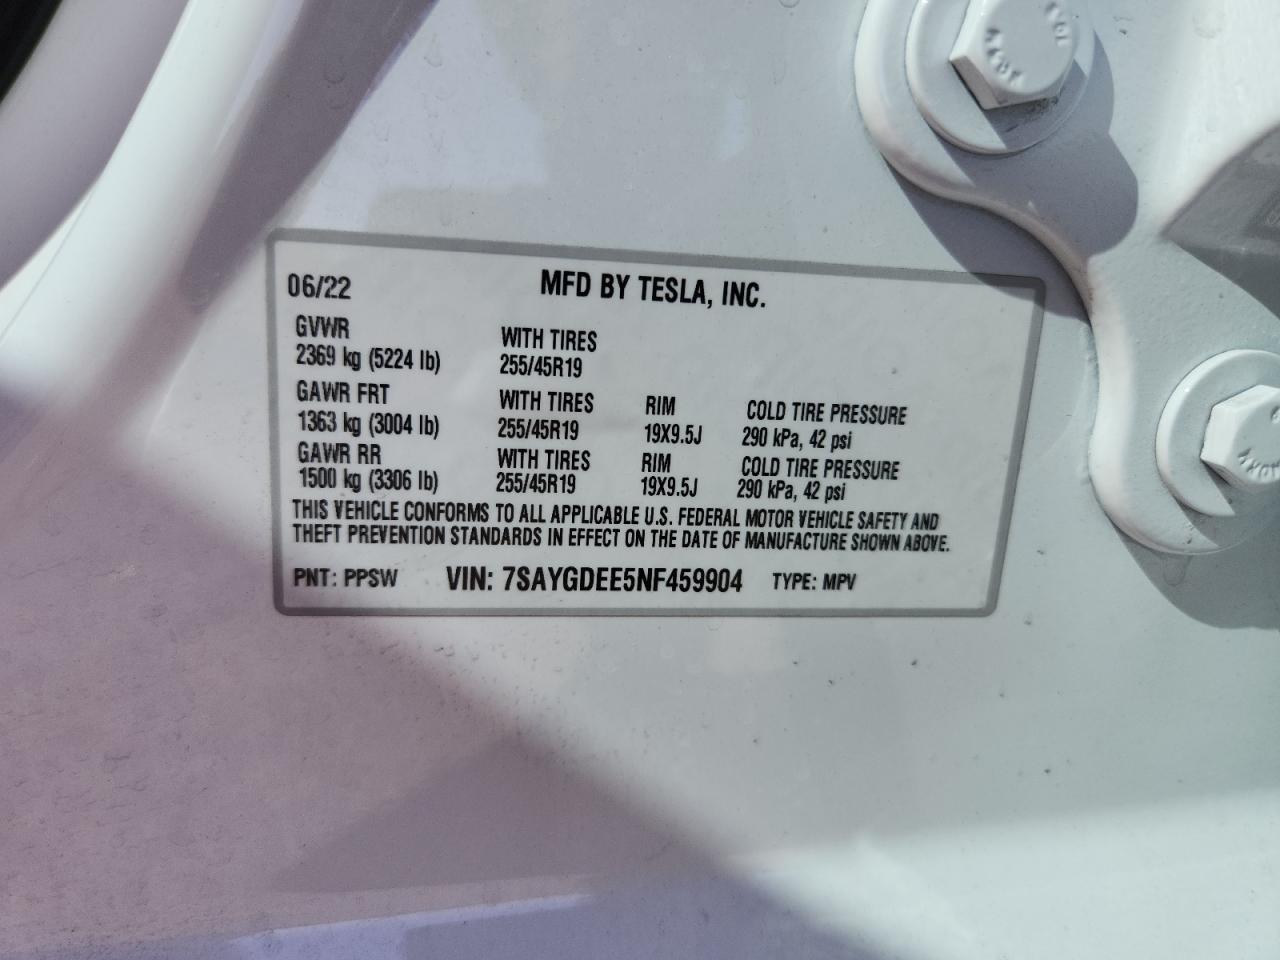 06/22 MFD BY TESLA, INC.
GVWR WITH TIRES
2369 kg (5224 lb) 255/45R19
GAWR FRT WITH TIRES RIM COLD TIRE PRESSURE
1363 kg (3004 lb) 255/45R19 19X9.5J 290 kPa, 42 psi
GAWR RR WITH TIRES RIM COLD TIRE PRESSURE
1500 kg (3306 lb) 255/45R19 19X9.5J 290 kPa, 42 psi
THIS VEHICLE CONFORMS TO ALL APPLICABLE U.S. FEDERAL MOTOR VEHICLE SAFETY AND
THEFT PREVENTION STANDARDS IN EFFECT ON THE DATE OF MANUFACTURE SHOWN ABOVE.
PNT: PPSW VIN: 7SAYGDEE5NF459904 TYPE: MPV